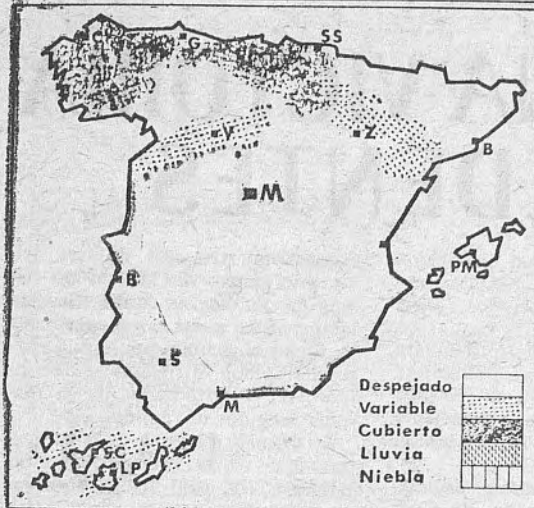 C G SS
V Z B
M
PM
B
S
M
SC
LP
Despejado
Variable
Cubierto
Lluvia
Niebla